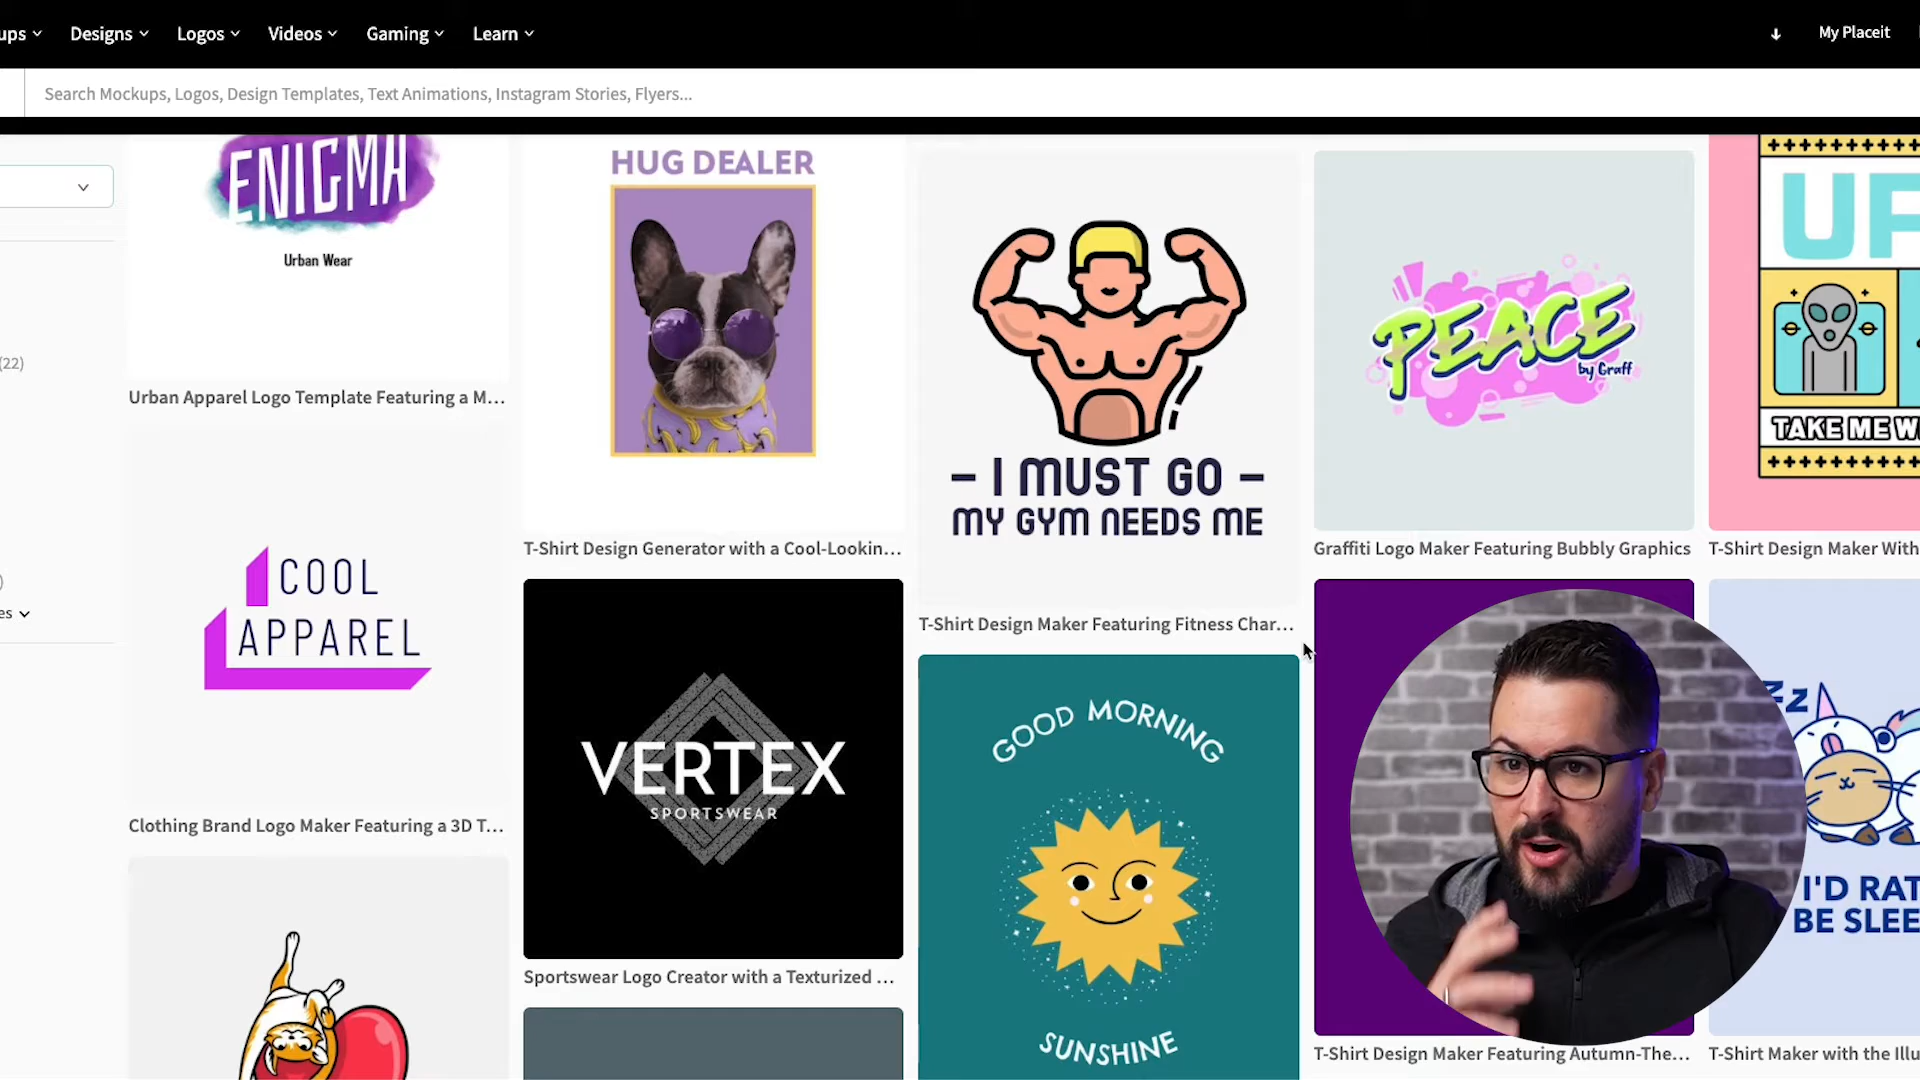 ups
Designs
Logos
Videos
Gaming
Learn
My Placeit
Search Mockups, Logos, Design Templates, Text Animations, Instagram Stories, Flyers...
ENIGMA
Urban Wear
Urban Apparel Logo Template Featuring a M...
HUG DEALER
T-Shirt Design Generator with a Cool-Lookin...
– I MUST GO –
MY GYM NEEDS ME
T-Shirt Design Maker Featuring Fitness Char...
PEACE
by Graff
Graffiti Logo Maker Featuring Bubbly Graphics
UF
TAKE ME W
T-Shirt Design Maker With
(22)
)
es
COOL
APPAREL
Clothing Brand Logo Maker Featuring a 3D T...
VERTEX
SPORTSWEAR
Sportswear Logo Creator with a Texturized ...
GOOD MORNING
SUNSHINE
T-Shirt Design Maker Featuring Autumn-The...
ZZ
I'D RAT
BE SLEE
T-Shirt Maker with the Illu